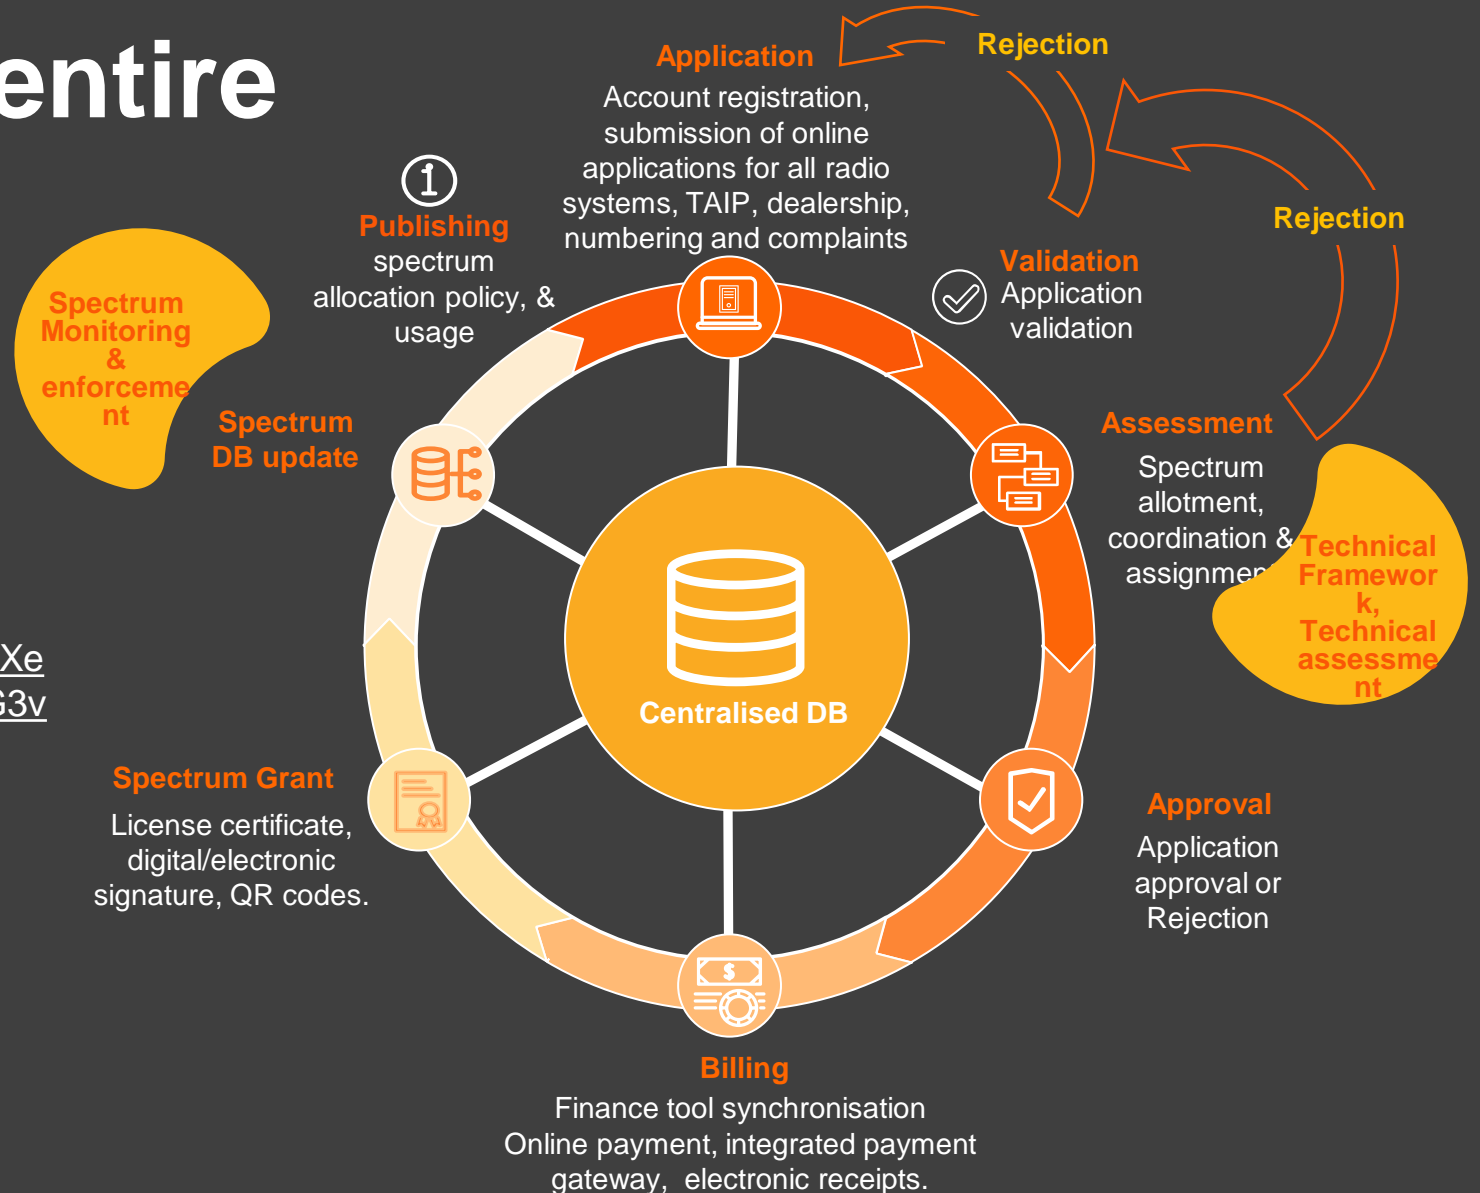 entire
Application
Account registration,
submission of online
applications for all radio
systems, TAIP, dealership,
numbering and complaints
Rejection
Rejection
1
Publishing
spectrum
allocation policy, &
usage
Validation
Application
validation
Spectrum
Monitoring
&
enforceme
nt
Spectrum
DB update
Assessment
Spectrum
allotment,
coordination &
assignment
Technical
Framewor
k,
Technical
assessme
nt
Xe
G3v
Centralised DB
Spectrum Grant
License certificate,
digital/electronic
signature, QR codes.
Approval
Application
approval or
Rejection
$
Billing
Finance tool synchronisation
Online payment, integrated payment
gateway, electronic receipts.